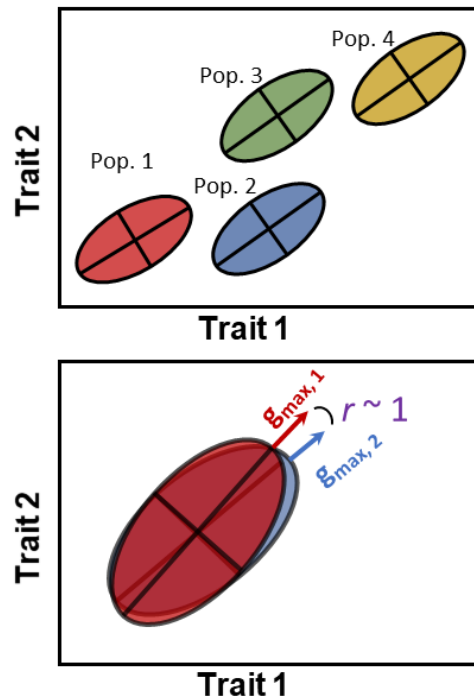 Pop. 4
Pop. 3
Pop. 1
Pop. 2
Trait 2
Trait 1
gmax, 1
r ~ 1
gmax, 2
Trait 2
Trait 1